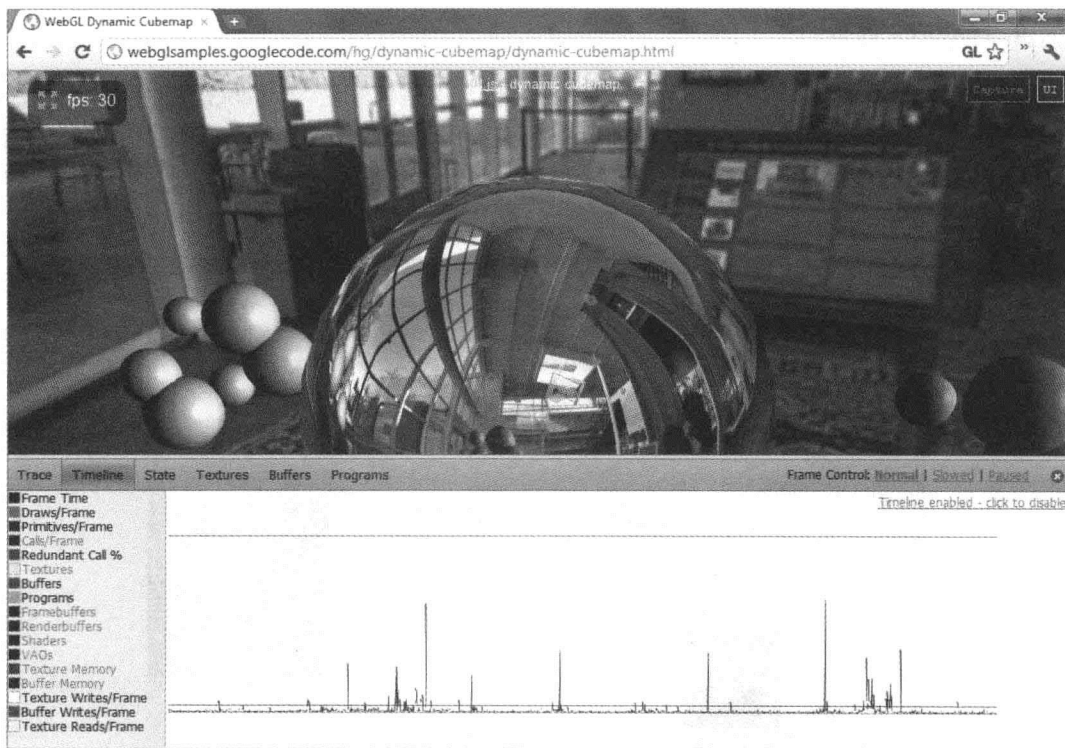 WebGL Dynamic Cubemap
webglsamples.googlecode.com/hg/dynamic-cubemap/dynamic-cubemap.html
GL
fps: 30
dynamic cubemap.
Capture
UI
Trace Timeline State Textures Buffers Programs
Frame Control: Normal | Slowed | Paused
Timeline enabled - click to disable
Frame Time
Draws/Frame
Primitives/Frame
Calls/Frame
Redundant Call %
Textures
Buffers
Programs
Framebuffers
Renderbuffers
Shaders
VAOs
Texture Memory
Buffer Memory
Texture Writes/Frame
Buffer Writes/Frame
Texture Reads/Frame